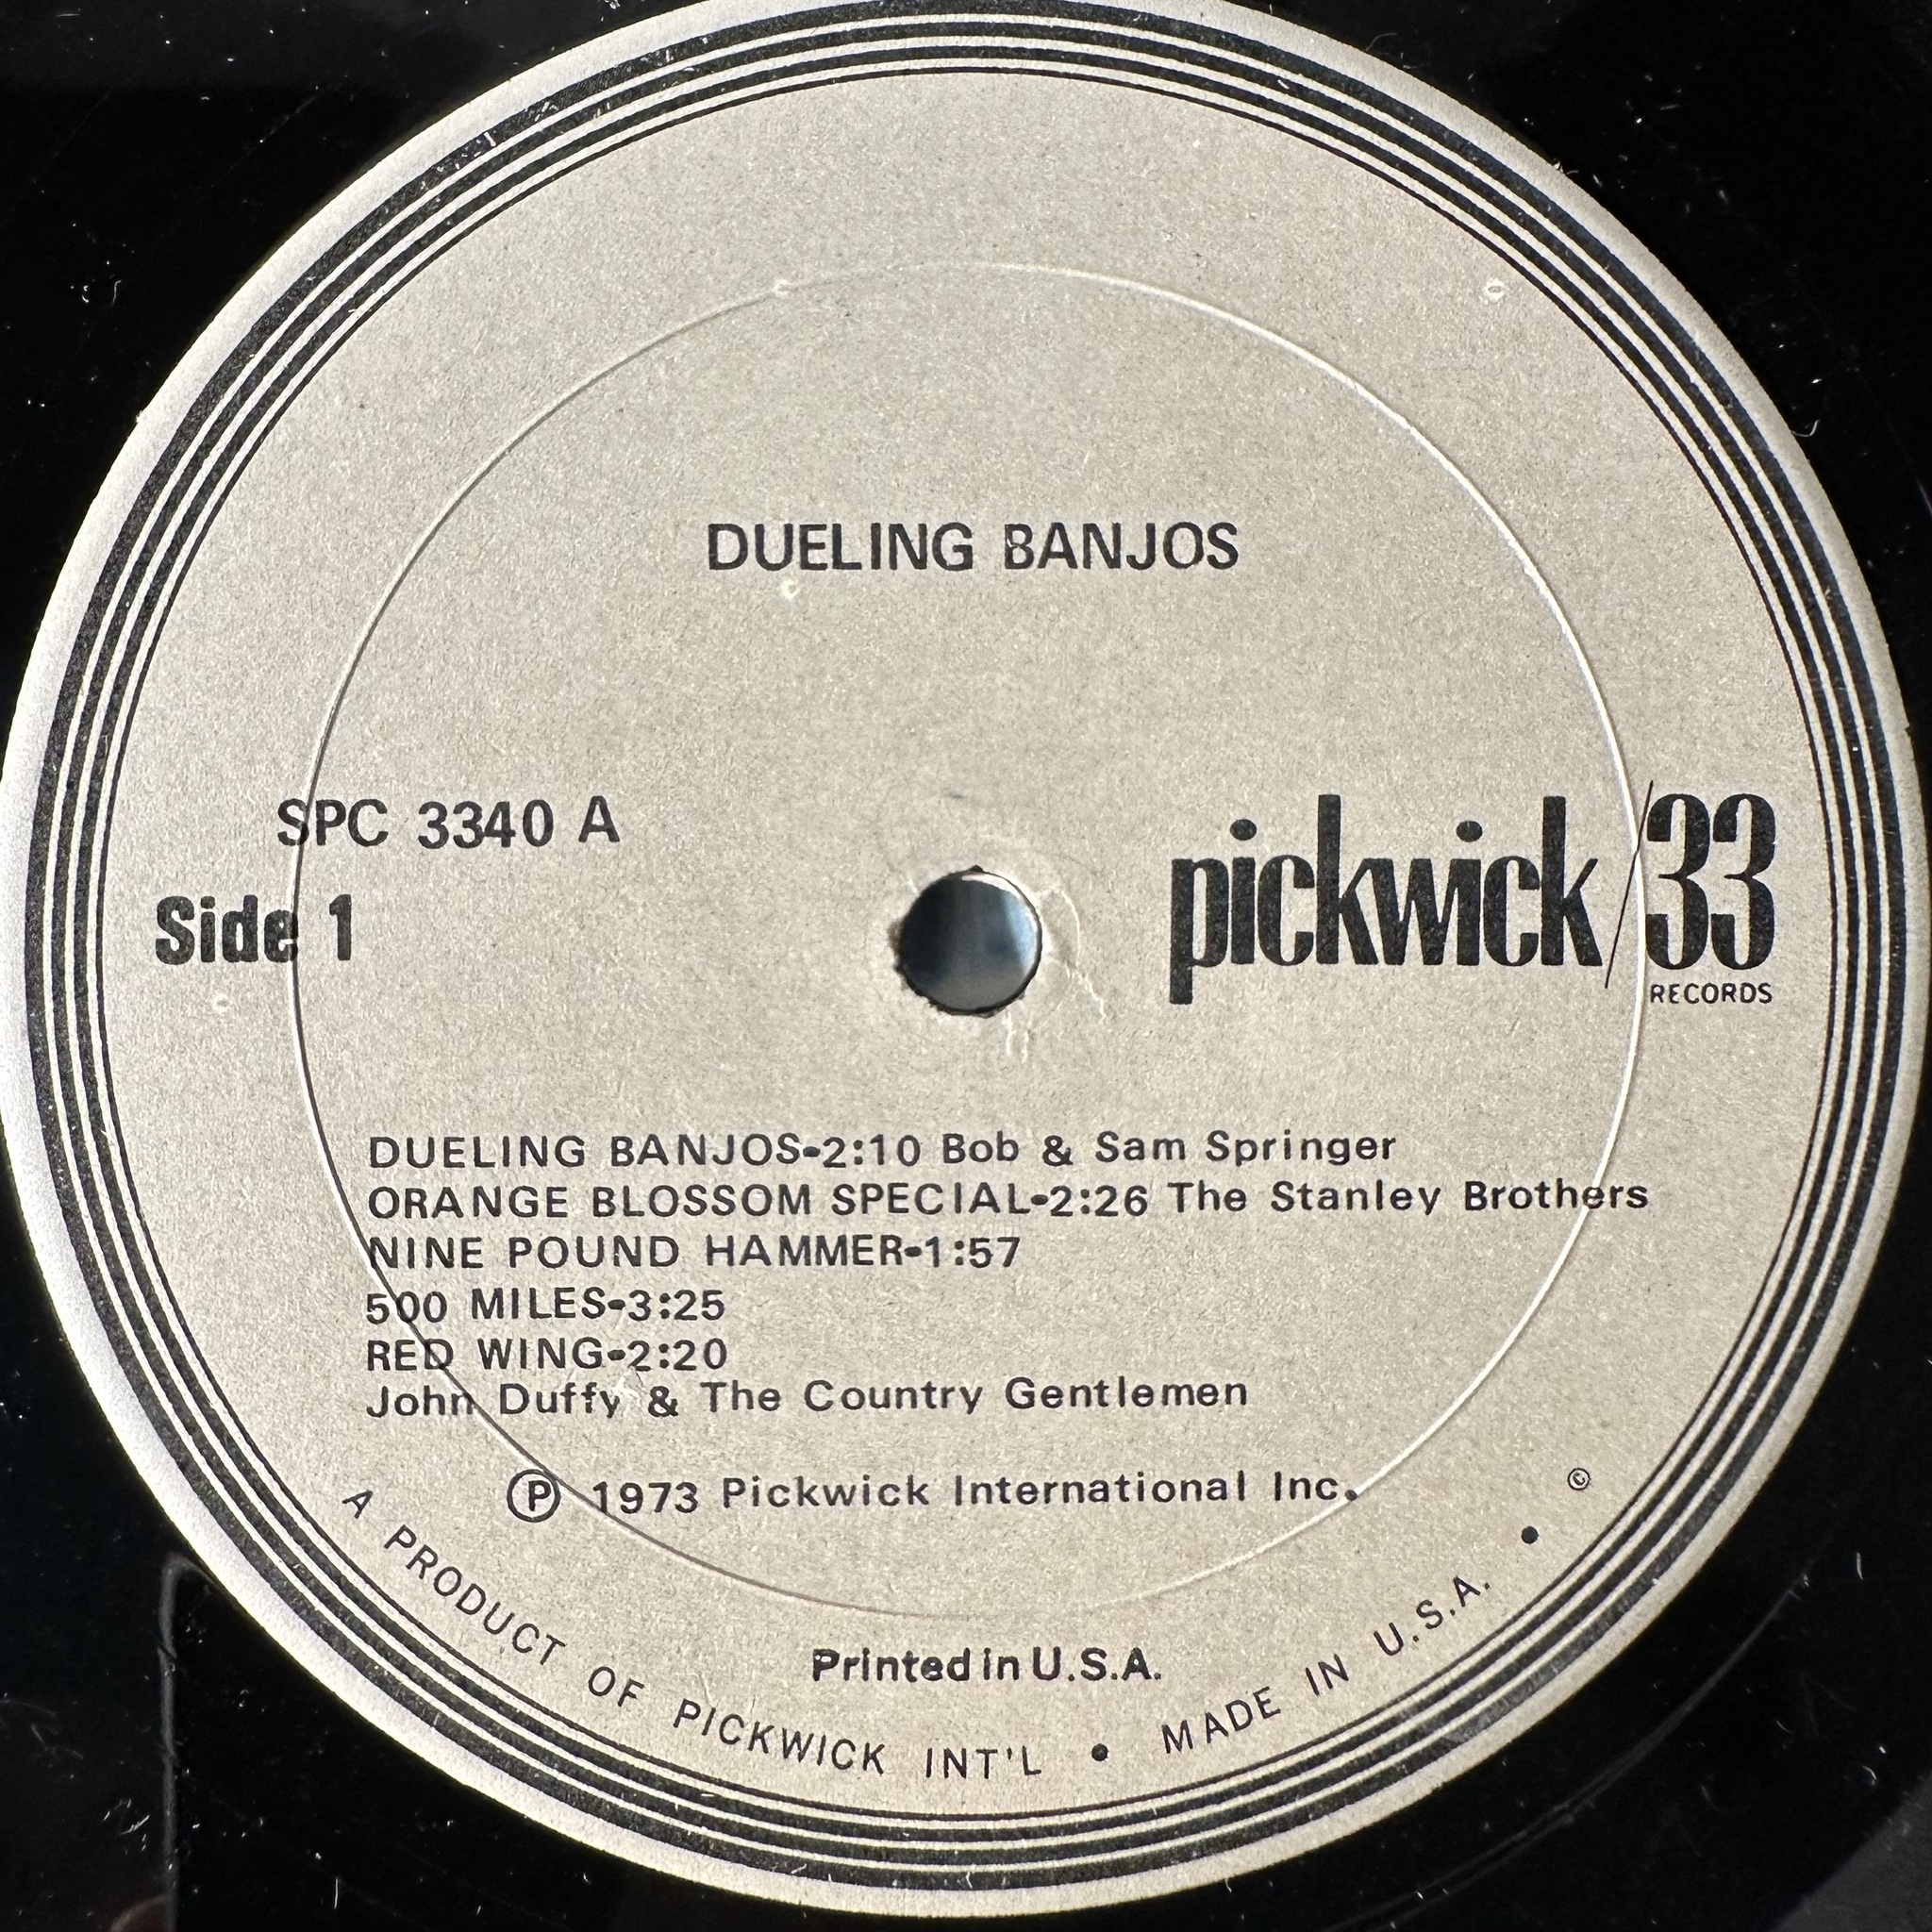 DUELING BANJOS
SPC 3340 A
Side 1
pickwick/33
RECORDS
DUELING BANJOS-2:10 Bob & Sam Springer
ORANGE BLOSSOM SPECIAL-2:26 The Stanley Brothers
NINE POUND HAMMER-1:57
500 MILES-3:25
RED WING-2:20
John Duffy & The Country Gentlemen
℗ 1973 Pickwick International Inc.
Printed in U.S.A.
A PRODUCT OF PICKWICK INT'L • MADE IN U.S.A. • ©